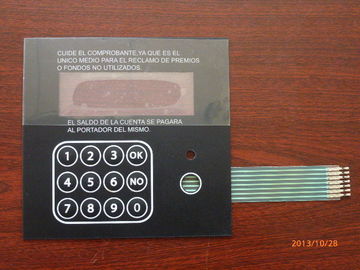 CUIDE EL COMPROBANTE,YA QUE ES EL
UNICO MEDIO PARA EL RECLAMO DE PREMIOS
O FONDOS NO UTILIZADOS.
EL SALDO DE LA CUENTA SE PAGARA
AL PORTADOR DEL MISMO.
1 2 3 OK
4 5 6 NO
7 8 9 0
2013/10/28